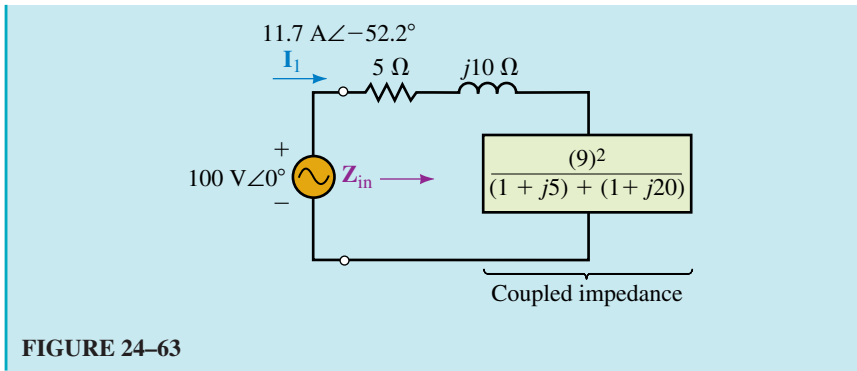 11.7 A∠−52.2°
I₁
5 Ω
j10 Ω
+
100 V∠0°
−
Z_in
(9)²
(1 + j5) + (1 + j20)
Coupled impedance
FIGURE 24–63